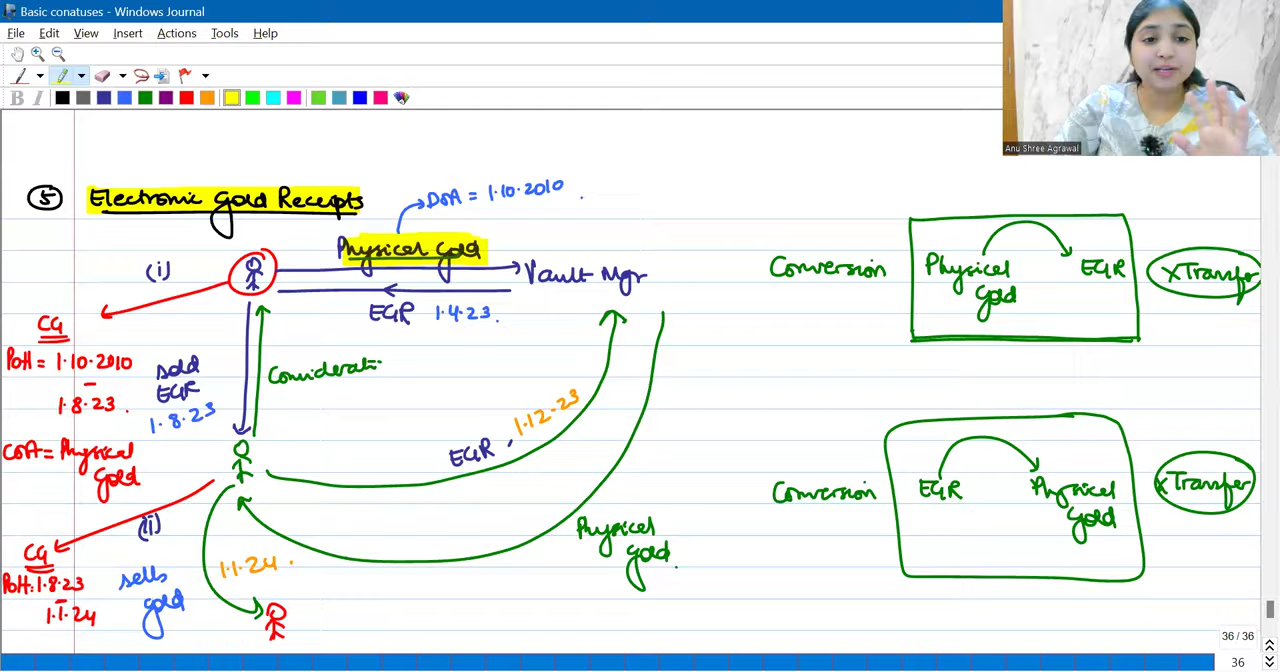 Basic conatuses - Windows Journal
File Edit View Insert Actions Tools Help
B I
Anu Shree Agrawal
5 Electronic Gold Receipts
DOA = 1.10.2010
Physical Gold
(i)
Vault Mgr
EGR 1.4.23
CG
POH = 1.10.2010
-
1.8.23
COA = Physical Gold
sold
EGR
1.8.23
Considerati
EGR
1.12.23
Physical
gold
(ii)
CG
POH: 1.8.23
-
1.1.24
sells
gold
1.1.24
Conversion
Physical
Gold
EGR
x Transfer
Conversion
EGR
Physical
Gold
x Transfer
36 / 36
36